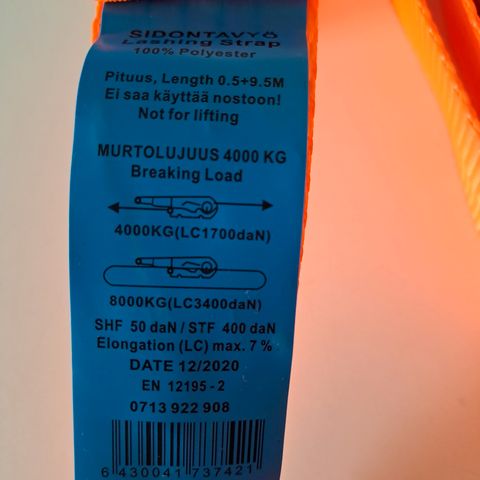 SIDONTAVYÖ
Lashing Strap
100% Polyester
Pituus, Length 0.5+9.5M
Ei saa käyttää nostoon!
Not for lifting
MURTOLUJUUS 4000 KG
Breaking Load
4000KG(LC1700daN)
8000KG(LC3400daN)
SHF 50 daN / STF 400 daN
Elongation (LC) max. 7 %
DATE 12/2020
EN 12195 - 2
0713 922 908
6 430041 737421